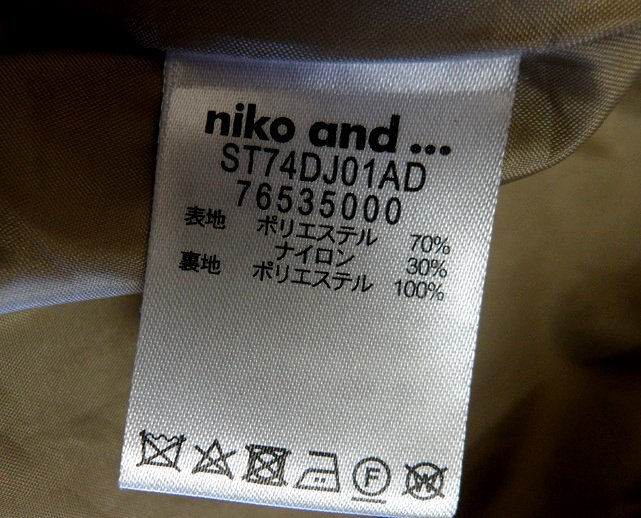 niko and ...
ST74DJ01AD
76535000
表地 ポリエステル 70%
ナイロン 30%
裏地 ポリエステル 100%
F
W